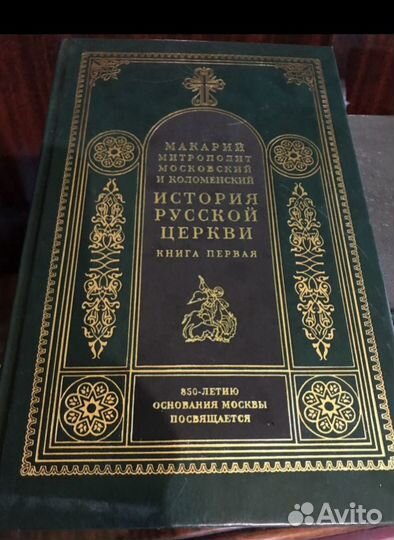 МАКАРИЙ
МИТРОПОЛИТ
МОСКОВСКИЙ
И КОЛОМЕНСКИЙ
ИСТОРИЯ
РУССКОЙ
ЦЕРКВИ
КНИГА ПЕРВАЯ
850-ЛЕТИЮ
ОСНОВАНИЯ МОСКВЫ
ПОСВЯЩАЕТСЯ
Avito